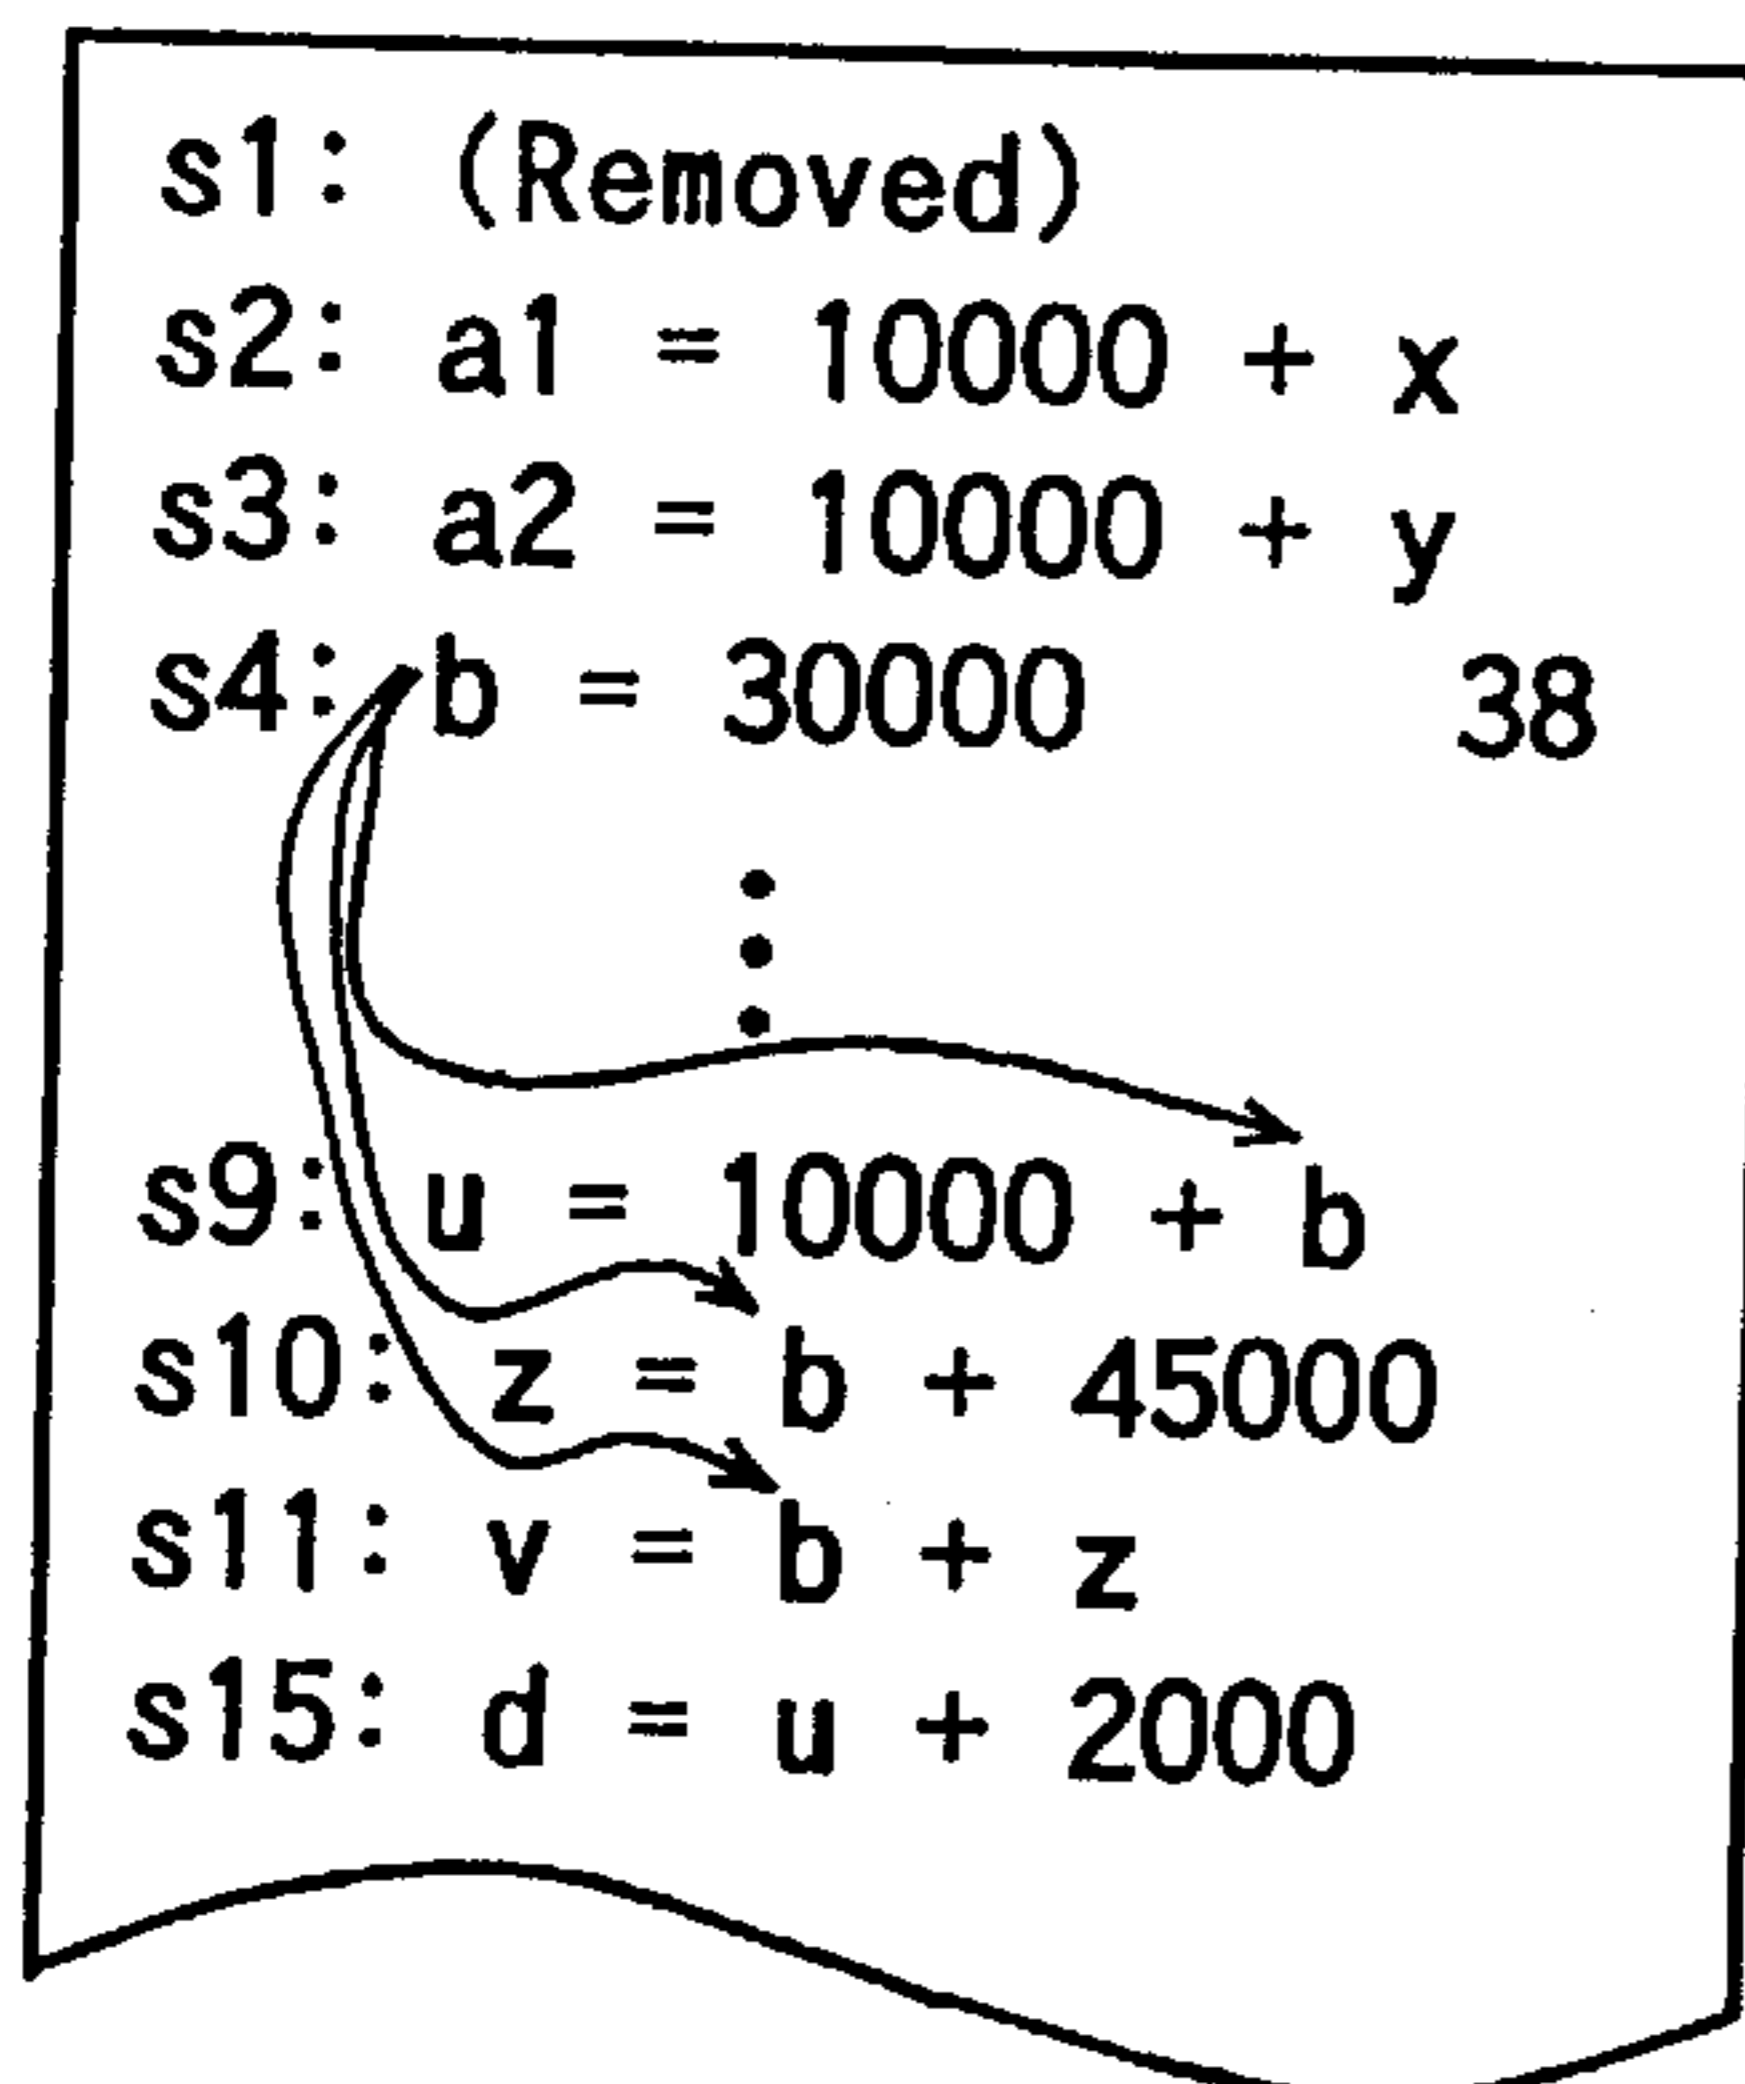 s1: (Removed)
s2: a1 = 10000 + x
s3: a2 = 10000 + y
s4: b = 30000 38
s9: u = 10000 + b
s10: z = b + 45000
s11: v = b + z
s15: d = u + 2000